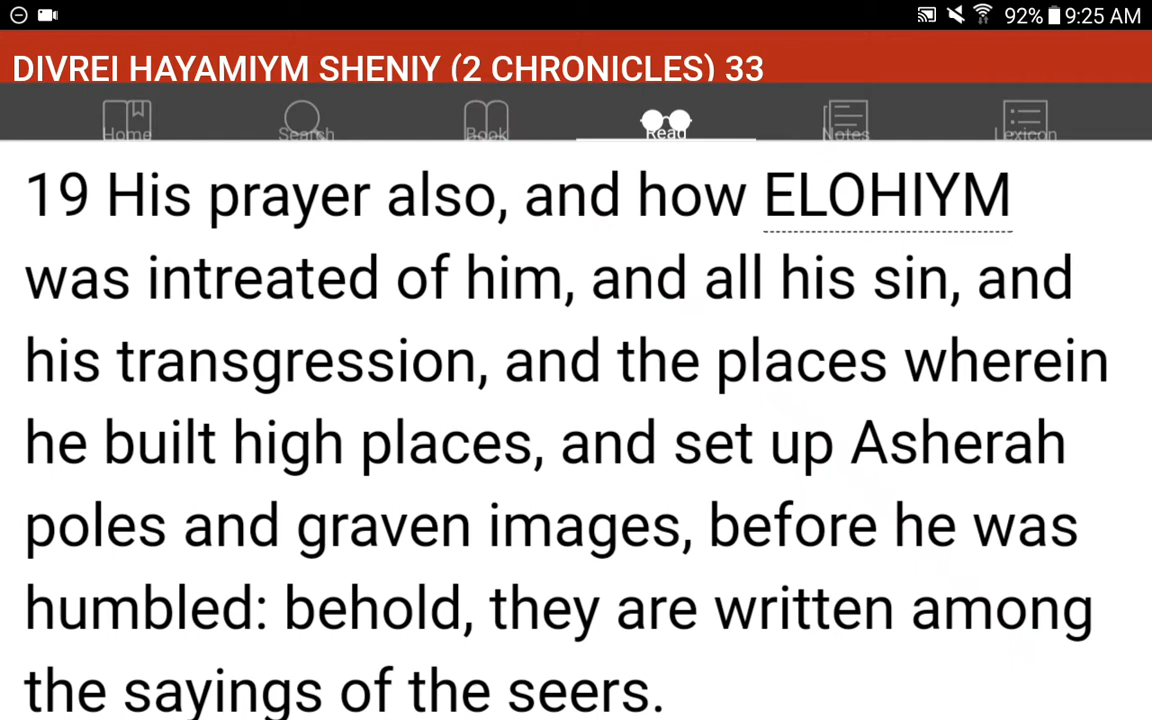 92% 9:25 AM
DIVREI HAYAMIYM SHENIY (2 CHRONICLES) 33
Home Search Book Read Notes Lexicon
19 His prayer also, and how ELOHIYM
was intreated of him, and all his sin, and
his transgression, and the places wherein
he built high places, and set up Asherah
poles and graven images, before he was
humbled: behold, they are written among
the sayings of the seers.